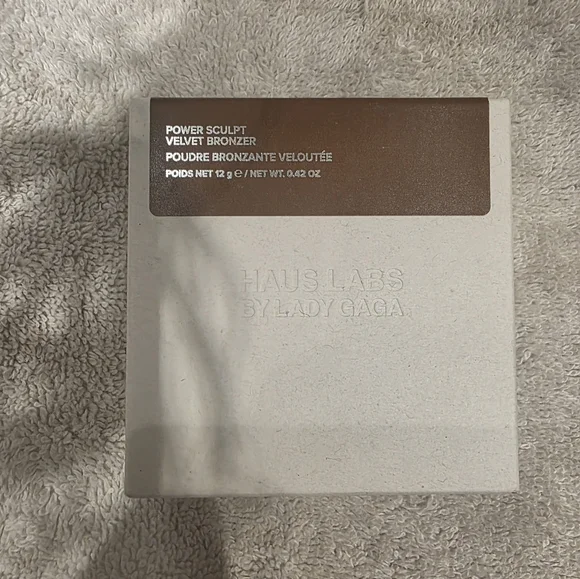 POWER SCULPT
VELVET BRONZER
POUDRE BRONZANTE VELOUTÉE
POIDS NET 12 g ℮ / NET WT. 0.42 OZ
HAUS LABS
BY LADY GAGA